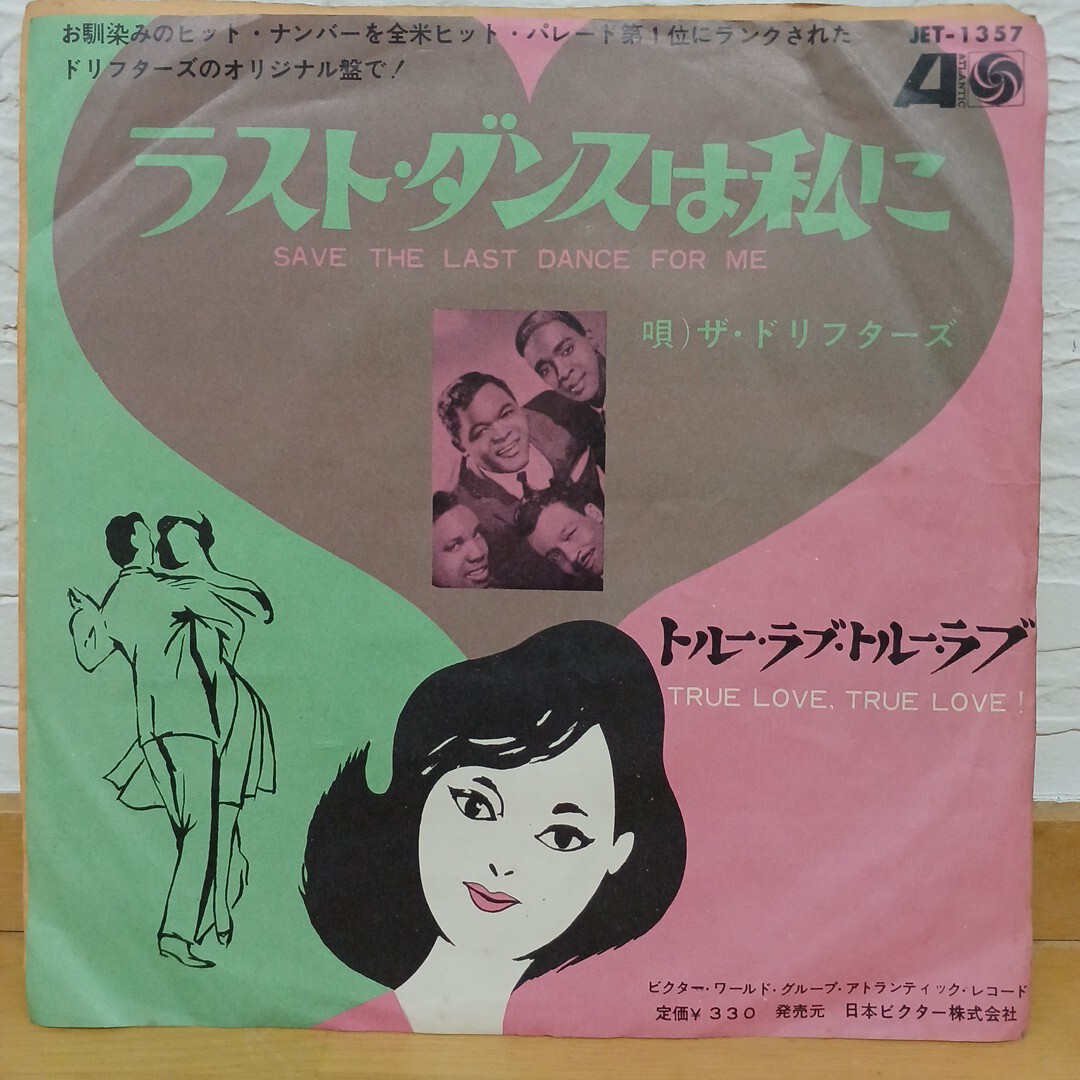 お馴染みのヒット・ナンバーを全米ヒット・パレード第1位にランクされた
ドリフターズのオリジナル盤で!
JET-1357
A
ATLANTIC
ラスト・ダンスは私に
SAVE THE LAST DANCE FOR ME
唄)ザ・ドリフターズ
トルー・ラブ・トルー・ラブ
TRUE LOVE, TRUE LOVE!
ビクター・ワールド・グループ・アトランティック・レコード
定価¥330 発売元 日本ビクター株式会社